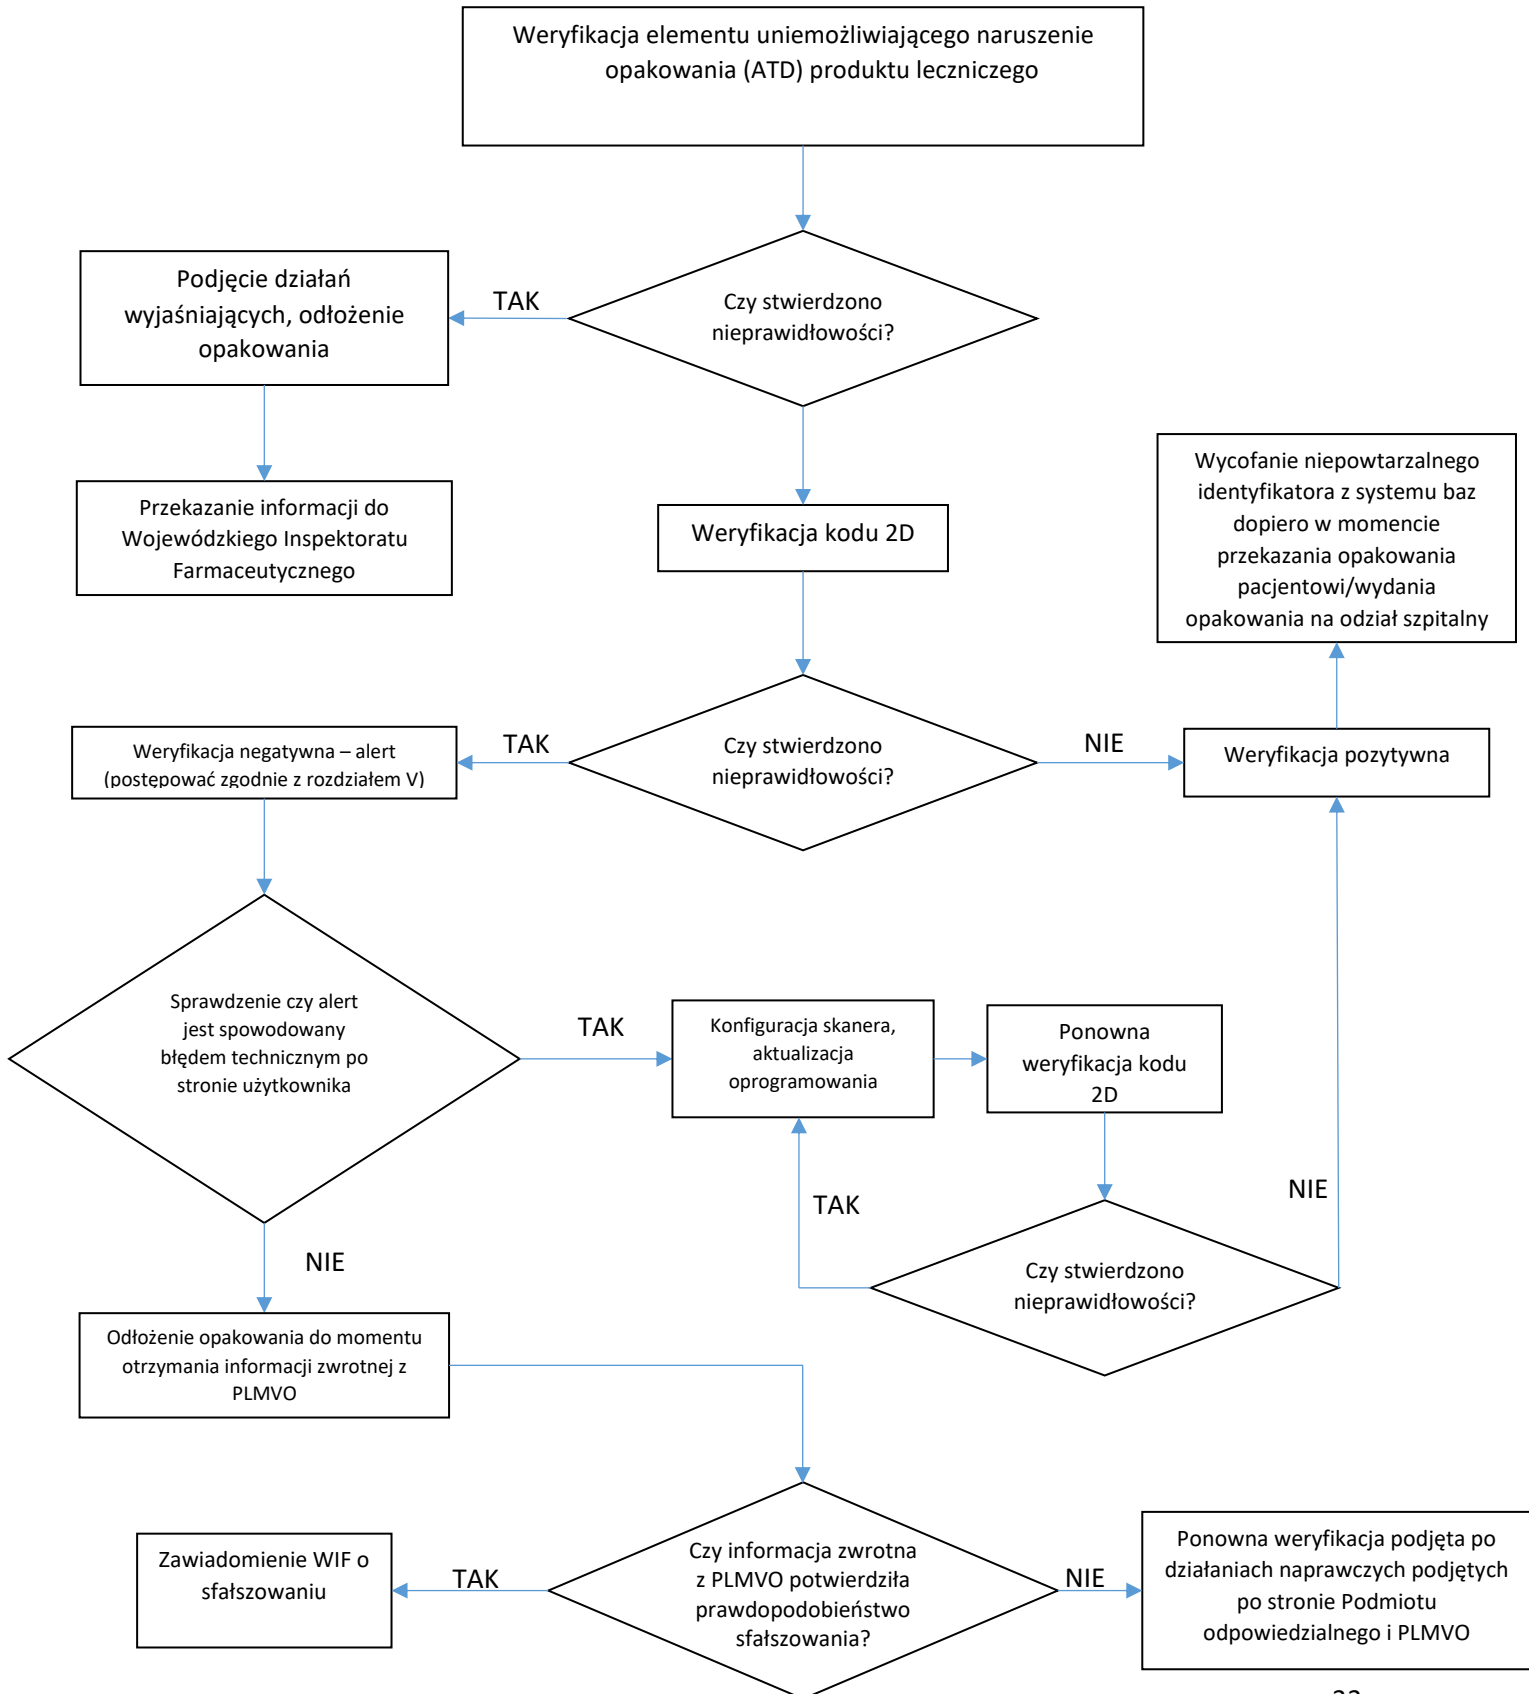 Weryfikacja elementu uniemożliwiającego naruszenie
opakowania (ATD) produktu leczniczego
Podjęcie działań
wyjaśniających, odłożenie
opakowania
TAK
Czy stwierdzono
nieprawidłowości?
Przekazanie informacji do
Wojewódzkiego Inspektoratu
Farmaceutycznego
Weryfikacja kodu 2D
Wycofanie niepowtarzalnego
identyfikatora z systemu baz
dopiero w momencie
przekazania opakowania
pacjentowi/wydania
opakowania na odział szpitalny
Weryfikacja negatywna – alert
(postępować zgodnie z rozdziałem V)
TAK
Czy stwierdzono
nieprawidłowości?
NIE
Weryfikacja pozytywna
Sprawdzenie czy alert
jest spowodowany
błędem technicznym po
stronie użytkownika
TAK
Konfiguracja skanera,
aktualizacja
oprogramowania
Ponowna
weryfikacja kodu
2D
TAK
NIE
NIE
Czy stwierdzono
nieprawidłowości?
Odłożenie opakowania do momentu
otrzymania informacji zwrotnej z
PLMVO
Zawiadomienie WIF o
sfałszowaniu
TAK
Czy informacja zwrotna
z PLMVO potwierdziła
prawdopodobieństwo
sfałszowania?
NIE
Ponowna weryfikacja podjęta po
działaniach naprawczych podjętych
po stronie Podmiotu
odpowiedzialnego i PLMVO